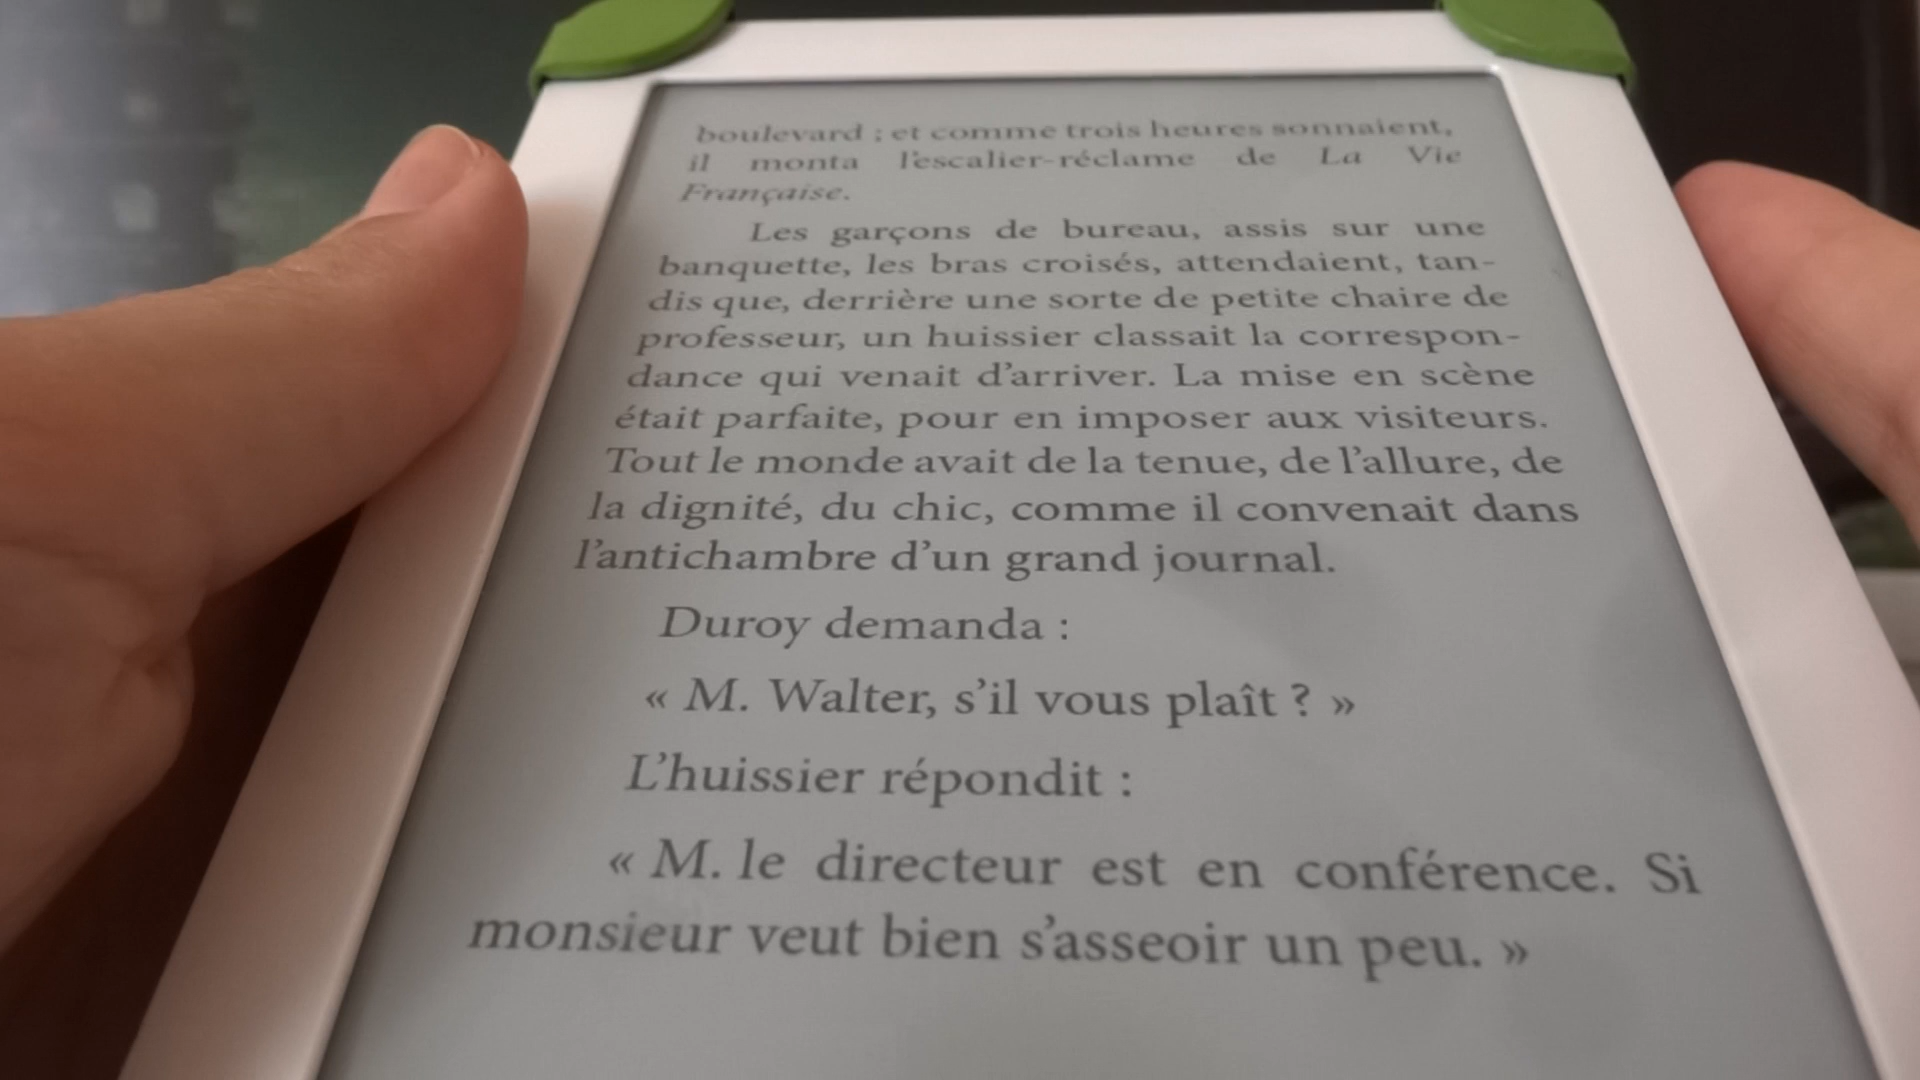 boulevard ; et comme trois heures sonnaient,
il monta l’escalier-réclame de La Vie
Française.
Les garçons de bureau, assis sur une
banquette, les bras croisés, attendaient, tan-
dis que, derrière une sorte de petite chaire de
professeur, un huissier classait la correspon-
dance qui venait d’arriver. La mise en scène
était parfaite, pour en imposer aux visiteurs.
Tout le monde avait de la tenue, de l’allure, de
la dignité, du chic, comme il convenait dans
l’antichambre d’un grand journal.
Duroy demanda :
« M. Walter, s’il vous plaît ? »
L’huissier répondit :
« M. le directeur est en conférence. Si
monsieur veut bien s’asseoir un peu. »